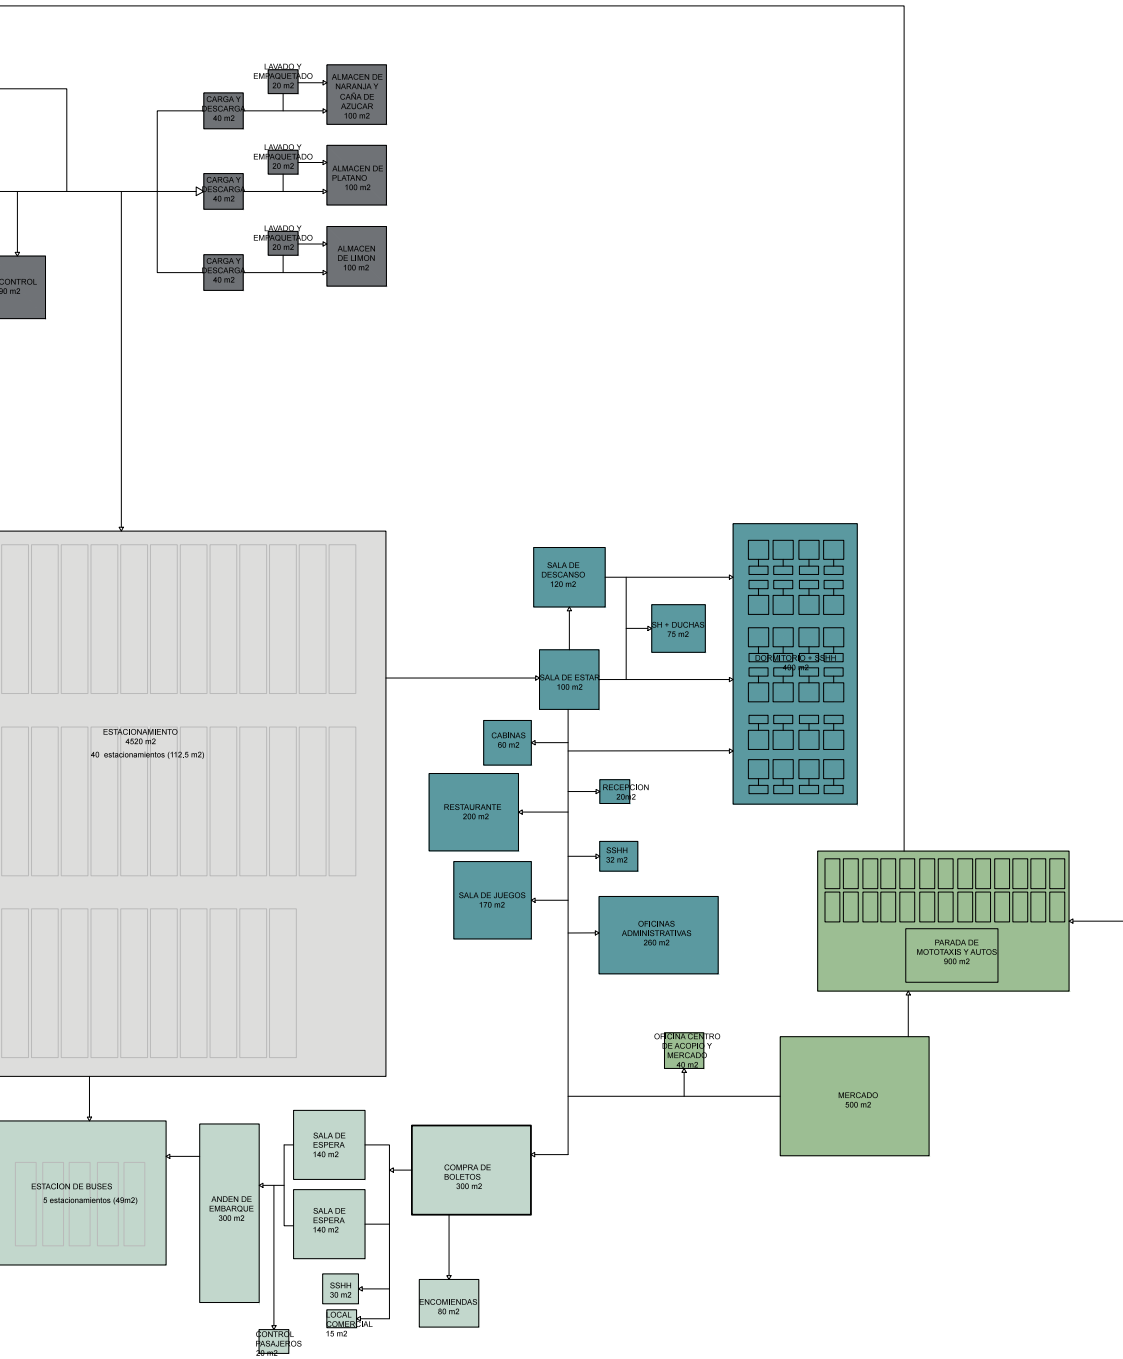 LAVADO Y
EMPAQUETADO
20 m2
ALMACEN DE
NARANJA Y
CAÑA DE
AZUCAR
100 m2
CARGA Y
DESCARGA
40 m2
LAVADO Y
EMPAQUETADO
20 m2
ALMACEN DE
PLATANO
100 m2
CARGA Y
DESCARGA
40 m2
LAVADO Y
EMPAQUETADO
20 m2
ALMACEN
DE LIMON
100 m2
CARGA Y
DESCARGA
40 m2
CONTROL
90 m2
SALA DE
DESCANSO
120 m2
SH + DUCHAS
75 m2
DORMITORIO + SSHH
480 m2
SALA DE ESTAR
100 m2
ESTACIONAMIENTO
4520 m2
40 estacionamientos (112,5 m2)
CABINAS
60 m2
RECEPCION
20m2
RESTAURANTE
200 m2
SSHH
32 m2
SALA DE JUEGOS
170 m2
OFICINAS
ADMINISTRATIVAS
260 m2
PARADA DE
MOTOTAXIS Y AUTOS
900 m2
OFICINA CENTRO
DE ACOPIO Y
MERCADO
40 m2
MERCADO
500 m2
SALA DE
ESPERA
140 m2
COMPRA DE
BOLETOS
300 m2
ESTACION DE BUSES
5 estacionamientos (49m2)
ANDEN DE
EMBARQUE
300 m2
SALA DE
ESPERA
140 m2
SSHH
30 m2
ENCOMIENDAS
80 m2
LOCAL
COMERCIAL
15 m2
CONTROL
PASAJEROS
20 m2